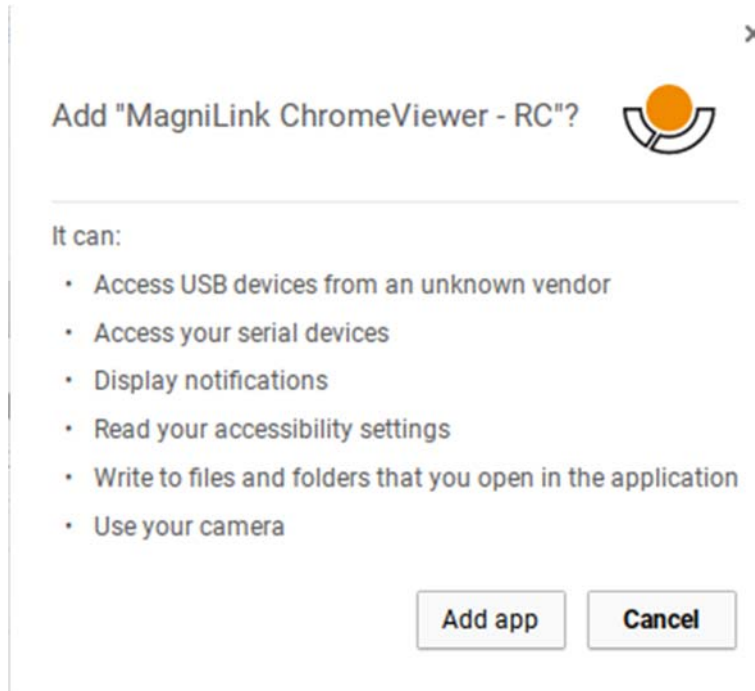 Add "MagniLink ChromeViewer - RC"?
It can:
· Access USB devices from an unknown vendor
· Access your serial devices
· Display notifications
· Read your accessibility settings
· Write to files and folders that you open in the application
· Use your camera
Add app
Cancel